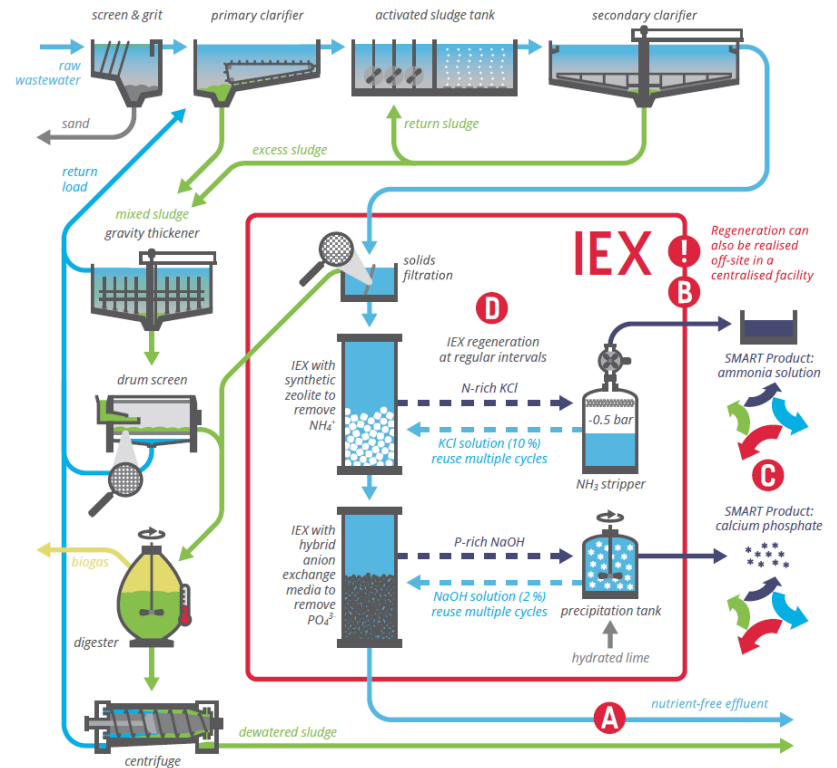 screen & grit
primary clarifier
activated sludge tank
secondary clarifier
raw
wastewater
sand
return sludge
excess sludge
return
load
mixed sludge
gravity thickener
solids
filtration
IEX
!
Regeneration can
also be realised
off-site in a
centralised facility
B
D
IEX regeneration
at regular intervals
IEX with
synthetic
zeolite to
remove
NH₄⁺
N-rich KCl
-0.5 bar
KCl solution (10 %)
reuse multiple cycles
NH₃ stripper
SMART Product:
ammonia solution
drum screen
C
SMART Product:
calcium phosphate
IEX with
hybrid
anion
exchange
media to
remove
PO₄³⁻
P-rich NaOH
NaOH solution (2 %)
reuse multiple cycles
precipitation tank
hydrated lime
biogas
digester
A
nutrient-free effluent
dewatered sludge
centrifuge